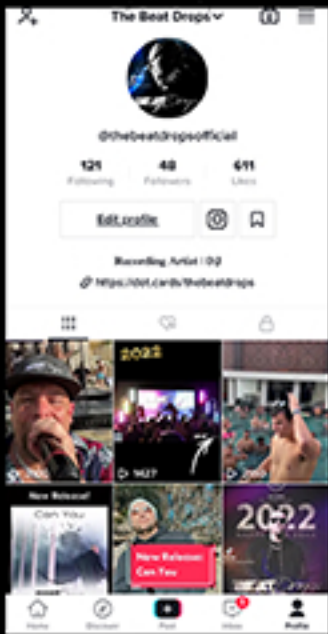 The Beat Drops
@thebeatdropsofficial
121 48 611
Following Followers Likes
Edit profile
Recording Artist | DJ
https://dot.cards/thebeatdrops
2022
1427
New Release!
Can You
New Release:
Can You
2022
BEAT
Home Discover Post Inbox Profile